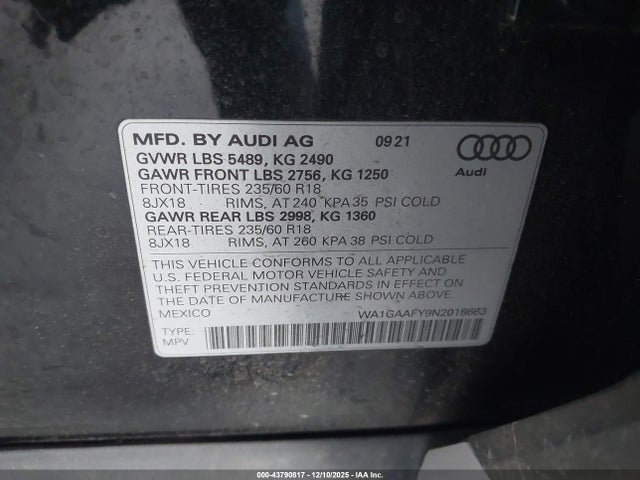 MFD. BY AUDI AG 09 21
GVWR LBS 5489, KG 2490
GAWR FRONT LBS 2756, KG 1250
FRONT-TIRES 235/60 R18
8JX18 RIMS, AT 240 KPA 35 PSI COLD
GAWR REAR LBS 2998, KG 1360
REAR-TIRES 235/60 R18
8JX18 RIMS, AT 260 KPA 38 PSI COLD
Audi
THIS VEHICLE CONFORMS TO ALL APPLICABLE
U.S. FEDERAL MOTOR VEHICLE SAFETY AND
THEFT PREVENTION STANDARDS IN EFFECT ON
THE DATE OF MANUFACTURE SHOWN ABOVE.
MEXICO WA1GAAFY9N2018663
TYPE:
MPV
000-43790817 - 12/10/2025 - IAA Inc.